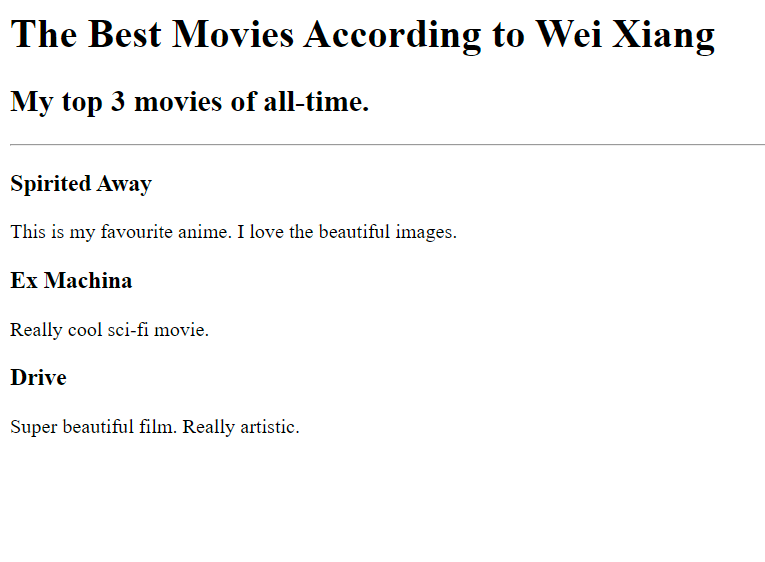 The Best Movies According to Wei Xiang
My top 3 movies of all-time.
Spirited Away
This is my favourite anime. I love the beautiful images.
Ex Machina
Really cool sci-fi movie.
Drive
Super beautiful film. Really artistic.